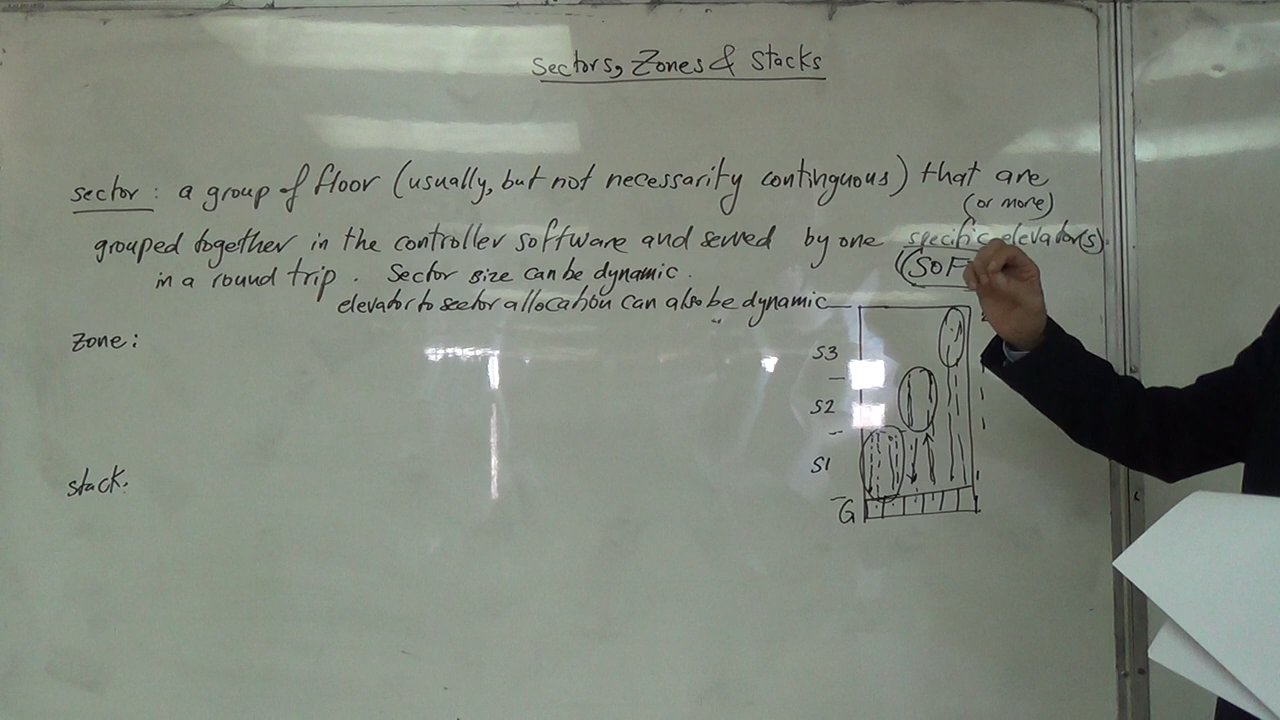 Sectors, Zones & Stacks
sector: a group of floor (usually, but not necessarity continguous) that are
(or more)
grouped together in the controller software and served by one specific elevator(s).
in a round trip. Sector size can be dynamic.
((SOF
elevator to sector allocation can also be dynamic
zone:
S3
S2
S1
stack.
G